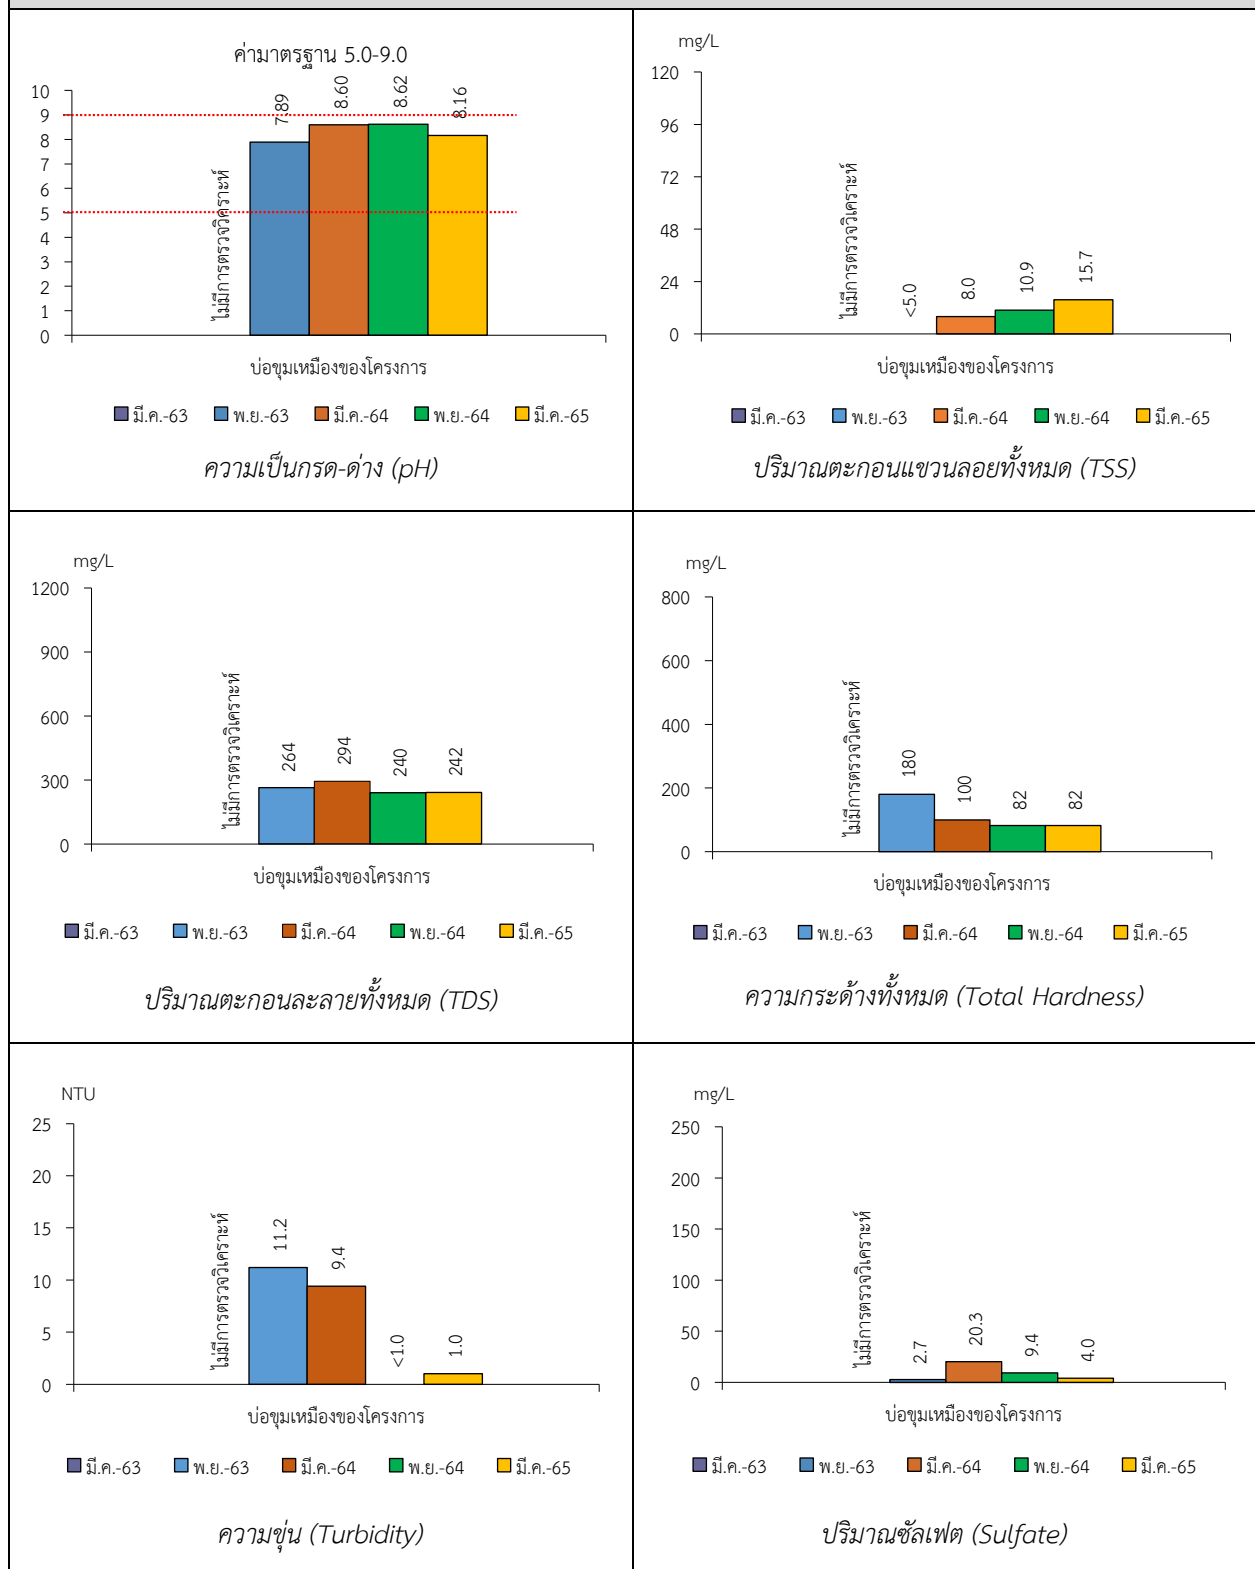 ค่ามาตรฐาน 5.0-9.0
10
9
8
7
6
5
4
3
2
1
0
ไม่มีการตรวจวิเคราะห์
7.89
8.60
8.62
8.16
บ่อขุมเหมืองของโครงการ
มี.ค.-63 พ.ย.-63 มี.ค.-64 พ.ย.-64 มี.ค.-65
ความเป็นกรด-ด่าง (pH)
mg/L
120
96
72
48
24
0
ไม่มีการตรวจวิเคราะห์
<5.0
8.0
10.9
15.7
บ่อขุมเหมืองของโครงการ
มี.ค.-63 พ.ย.-63 มี.ค.-64 พ.ย.-64 มี.ค.-65
ปริมาณตะกอนแขวนลอยทั้งหมด (TSS)
mg/L
1200
900
600
300
0
ไม่มีการตรวจวิเคราะห์
264
294
240
242
บ่อขุมเหมืองของโครงการ
มี.ค.-63 พ.ย.-63 มี.ค.-64 พ.ย.-64 มี.ค.-65
ปริมาณตะกอนละลายทั้งหมด (TDS)
mg/L
800
600
400
200
0
ไม่มีการตรวจวิเคราะห์
180
100
82
82
บ่อขุมเหมืองของโครงการ
มี.ค.-63 พ.ย.-63 มี.ค.-64 พ.ย.-64 มี.ค.-65
ความกระด้างทั้งหมด (Total Hardness)
NTU
25
20
15
10
5
0
ไม่มีการตรวจวิเคราะห์
11.2
9.4
<1.0
1.0
บ่อขุมเหมืองของโครงการ
มี.ค.-63 พ.ย.-63 มี.ค.-64 พ.ย.-64 มี.ค.-65
ความขุ่น (Turbidity)
mg/L
250
200
150
100
50
0
ไม่มีการตรวจวิเคราะห์
2.7
20.3
9.4
4.0
บ่อขุมเหมืองของโครงการ
มี.ค.-63 พ.ย.-63 มี.ค.-64 พ.ย.-64 มี.ค.-65
ปริมาณซัลเฟต (Sulfate)